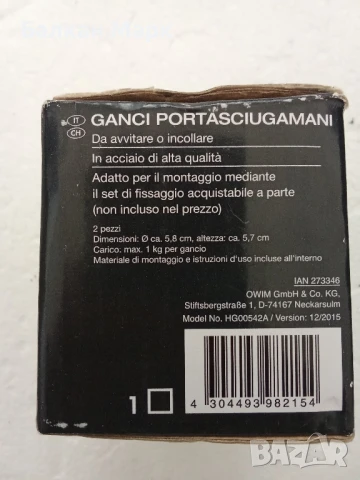 IT
CH
GANCI PORTASCIUGAMANI
Da avvitare o incollare
In acciaio di alta qualità
Adatto per il montaggio mediante
il set di fissaggio acquistabile a parte
(non incluso nel prezzo)
2 pezzi
Dimensioni: Ø ca. 5,8 cm, altezza: ca. 5,7 cm
Carico: max. 1 kg per gancio
Materiale di montaggio e istruzioni d'uso incluse all'interno
IAN 273346
OWIM GmbH & Co. KG,
Stiftsbergstraße 1, D-74167 Neckarsulm
Model No. HG00542A / Version: 12/2015
1
4 304493 982154
BAZAR